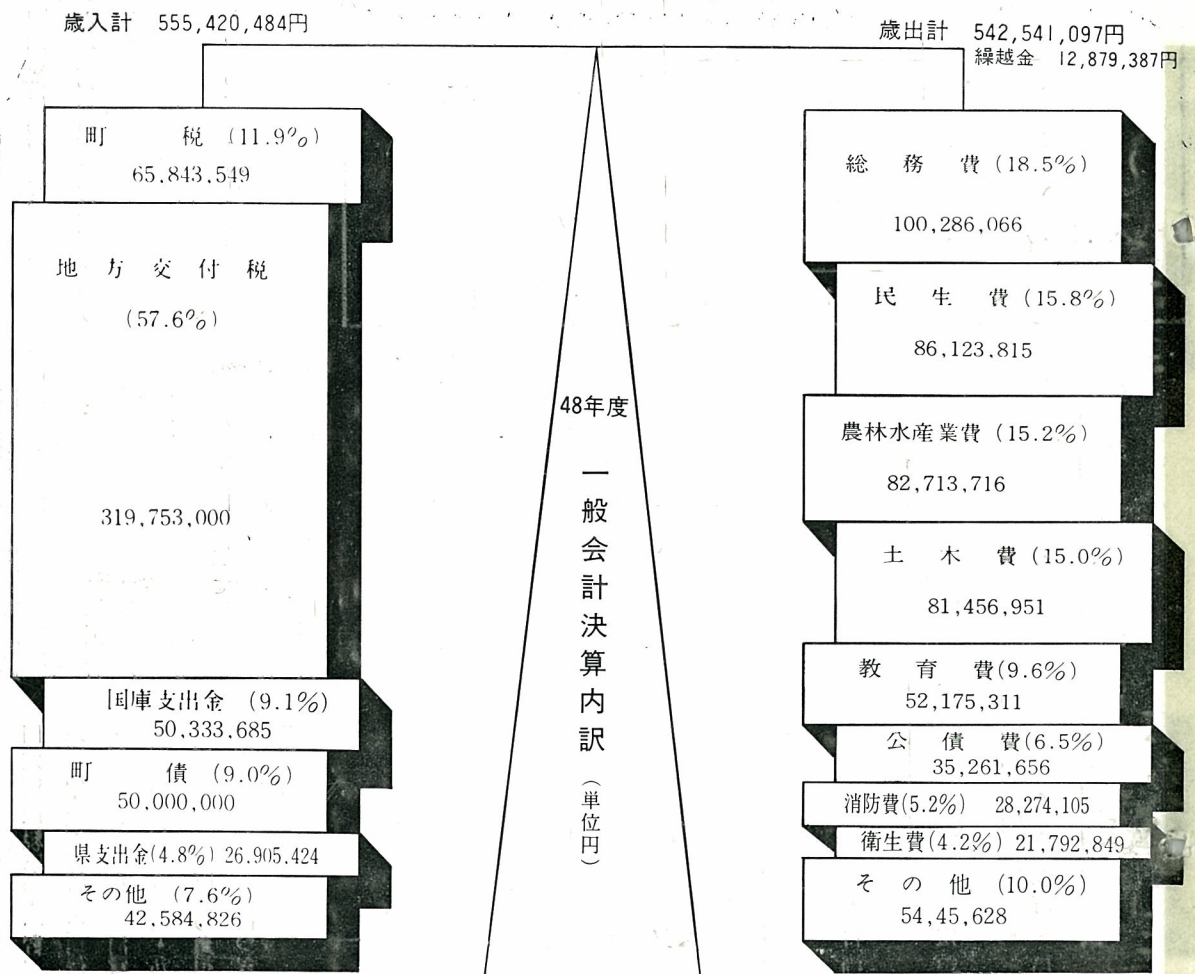 歳入計 555,420,484円
町税 (11.9%)
65,843,549
地方交付税
(57.6%)
319,753,000
国庫支出金 (9.1%)
50,333,685
町債 (9.0%)
50,000,000
県支出金(4.8%) 26,905,424
その他 (7.6%)
42,584,826
48年度
一般会計決算内訳
(単位円)
歳出計 542,541,097円
繰越金 12,879,387円
総務費 (18.5%)
100,286,066
民生費 (15.8%)
86,123,815
農林水産業費 (15.2%)
82,713,716
土木費 (15.0%)
81,456,951
教育費(9.6%)
52,175,311
公債費(6.5%)
35,261,656
消防費(5.2%) 28,274,105
衛生費(4.2%) 21,792,849
その他 (10.0%)
54,45,628